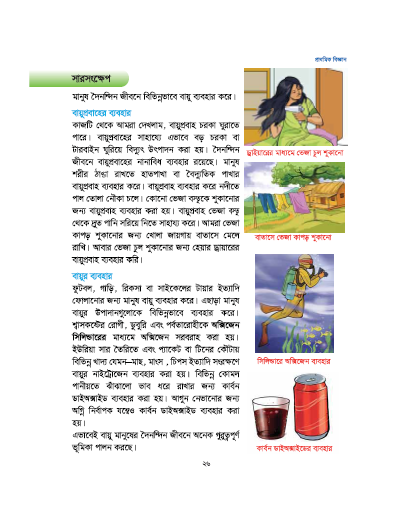 প্রাথমিক বিজ্ঞান
সারসংক্ষেপ
মানুষ দৈনন্দিন জীবনে বিভিন্নভাবে বায়ু ব্যবহার করে।
বায়ুপ্রবাহের ব্যবহার
কাজটি থেকে আমরা দেখলাম, বায়ুপ্রবাহ চরকা ঘুরাতে
পারে। বায়ুপ্রবাহের সাহায্যে এভাবে বড় চরকা বা
টারবাইন ঘুরিয়ে বিদ্যুৎ উৎপাদন করা হয়। দৈনন্দিন
জীবনে বায়ুপ্রবাহের নানাবিধ ব্যবহার রয়েছে। মানুষ
শরীর ঠাণ্ডা রাখতে হাতপাখা বা বৈদ্যুতিক পাখার
বায়ুপ্রবাহ ব্যবহার করে। বায়ুপ্রবাহ ব্যবহার করে নদীতে
পাল তোলা নৌকা চলে। কোনো ভেজা বস্তুকে শুকানোর
জন্য বায়ুপ্রবাহ ব্যবহার করা হয়। বায়ুপ্রবাহ ভেজা বস্তু
থেকে দ্রুত পানি সরিয়ে নিতে সাহায্য করে। আমরা ভেজা
কাপড় শুকানোর জন্য খোলা জায়গায় বাতাসে মেলে
রাখি। আবার ভেজা চুল শুকানোর জন্য হেয়ার ড্রায়ারের
বায়ুপ্রবাহ ব্যবহার করি।
বায়ুর ব্যবহার
ফুটবল, গাড়ি, রিকসা বা সাইকেলের টায়ার ইত্যাদি
ফোলানোর জন্য মানুষ বায়ু ব্যবহার করে। এছাড়া মানুষ
বায়ুর উপাদানগুলোকে বিভিন্নভাবে ব্যবহার করে।
শ্বাসকষ্টের রোগী, ডুবুরি এবং পর্বতারোহীকে অক্সিজেন
সিলিন্ডারের মাধ্যমে অক্সিজেন সরবরাহ করা হয়।
ইউরিয়া সার তৈরিতে এবং প্যাকেট বা টিনের কৌটায়
বিভিন্ন খাদ্য যেমন—মাছ, মাংস, চিপস ইত্যাদি সংরক্ষণে
বায়ুর নাইট্রোজেন ব্যবহার করা হয়। বিভিন্ন কোমল
পানীয়তে ঝাঁঝালো ভাব ধরে রাখার জন্য কার্বন
ডাইঅক্সাইড ব্যবহার করা হয়। আগুন নেভানোর জন্য
অগ্নি নির্বাপক যন্ত্রেও কার্বন ডাইঅক্সাইড ব্যবহার করা
হয়।
এভাবেই বায়ু মানুষের দৈনন্দিন জীবনে অনেক গুরুত্বপূর্ণ
ভূমিকা পালন করছে।
ড্রাইয়ারের মাধ্যমে ভেজা চুল শুকানো
বাতাসে ভেজা কাপড় শুকানো
সিলিন্ডারে অক্সিজেন ব্যবহার
কার্বন ডাইঅক্সাইডের ব্যবহার
২৬